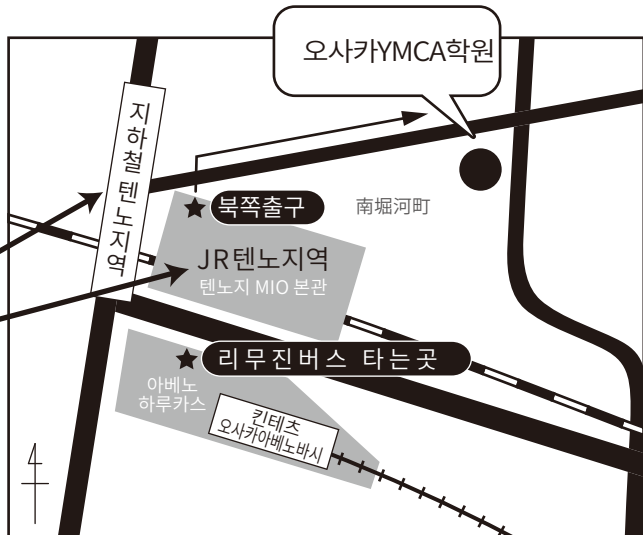 오사카YMCA학원
지하철 텐노지역
북쪽출구
南堀河町
JR텐노지역
텐노지 MIO 본관
리무진버스 타는곳
아베노
하루카스
킨테츠
오사카아베노바시